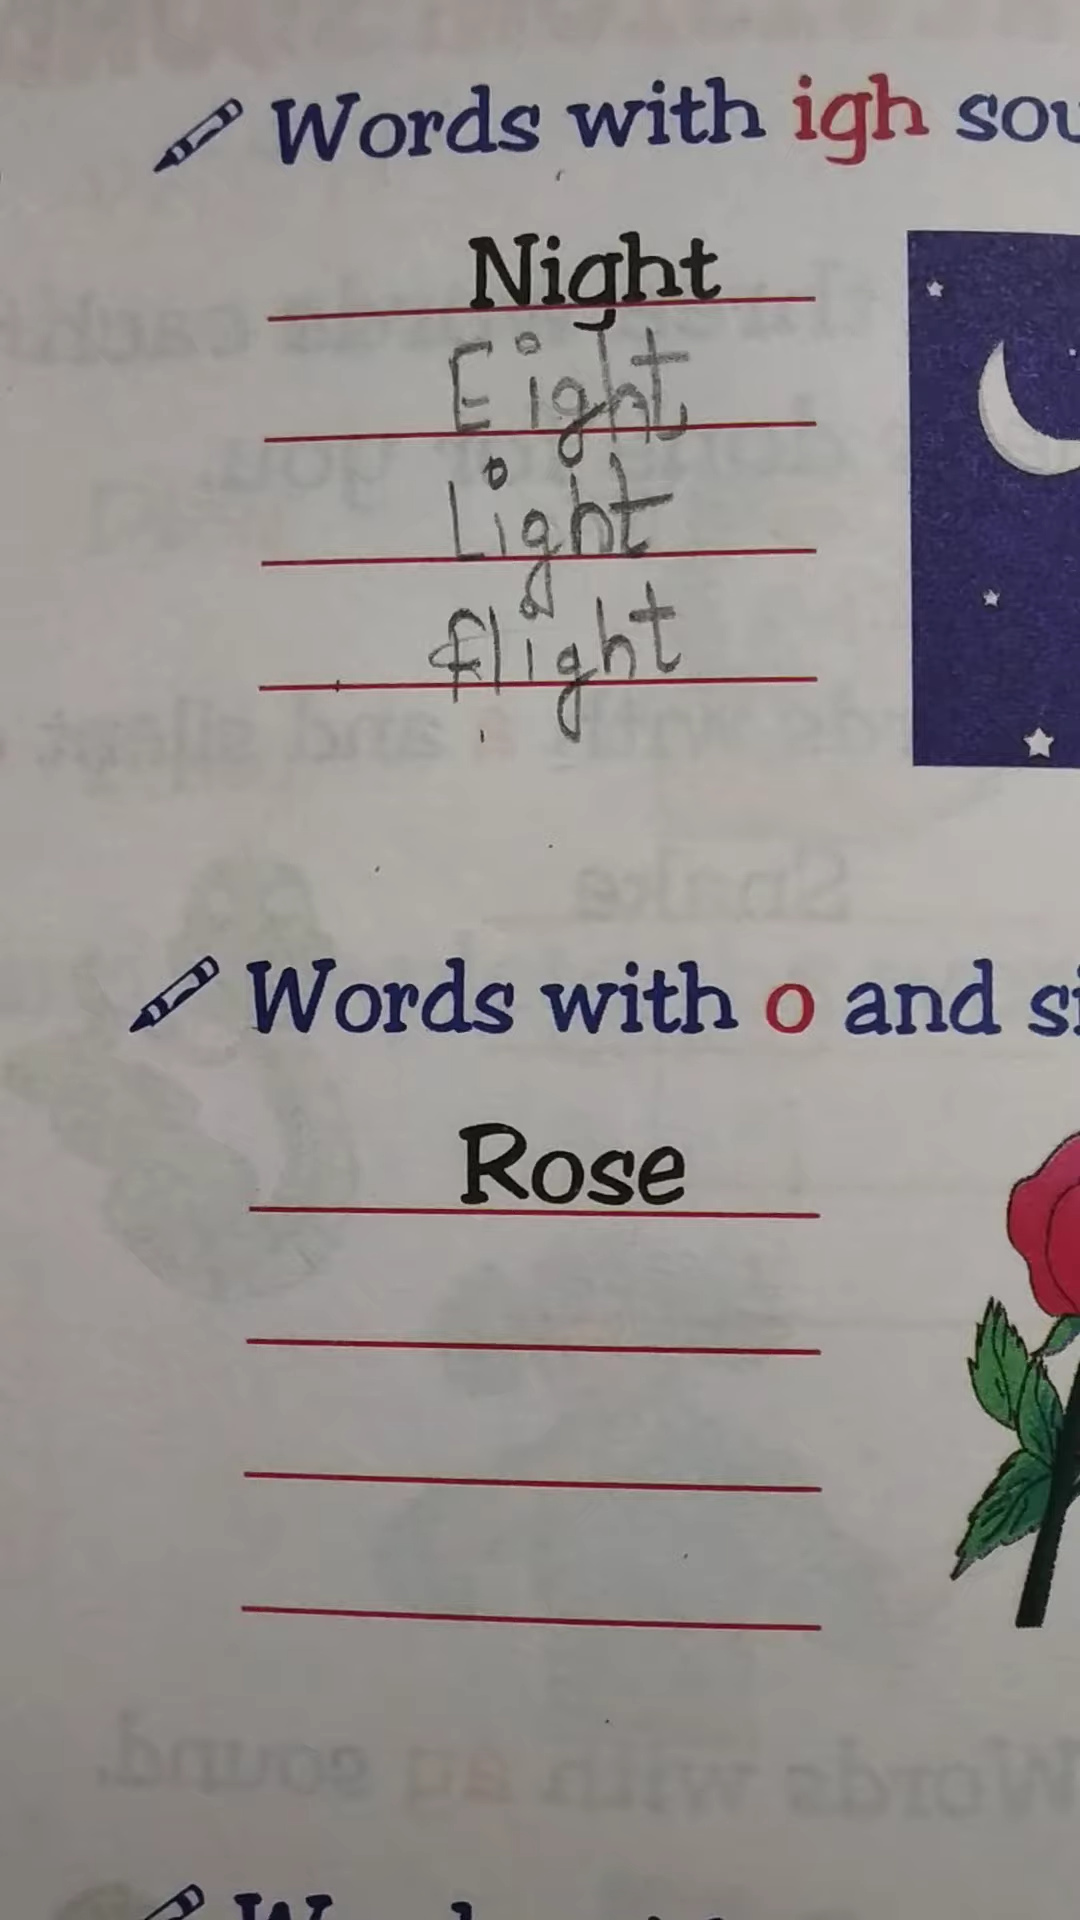 Words with igh sou
Night
Eight
Light
flight
Words with o and si
Rose